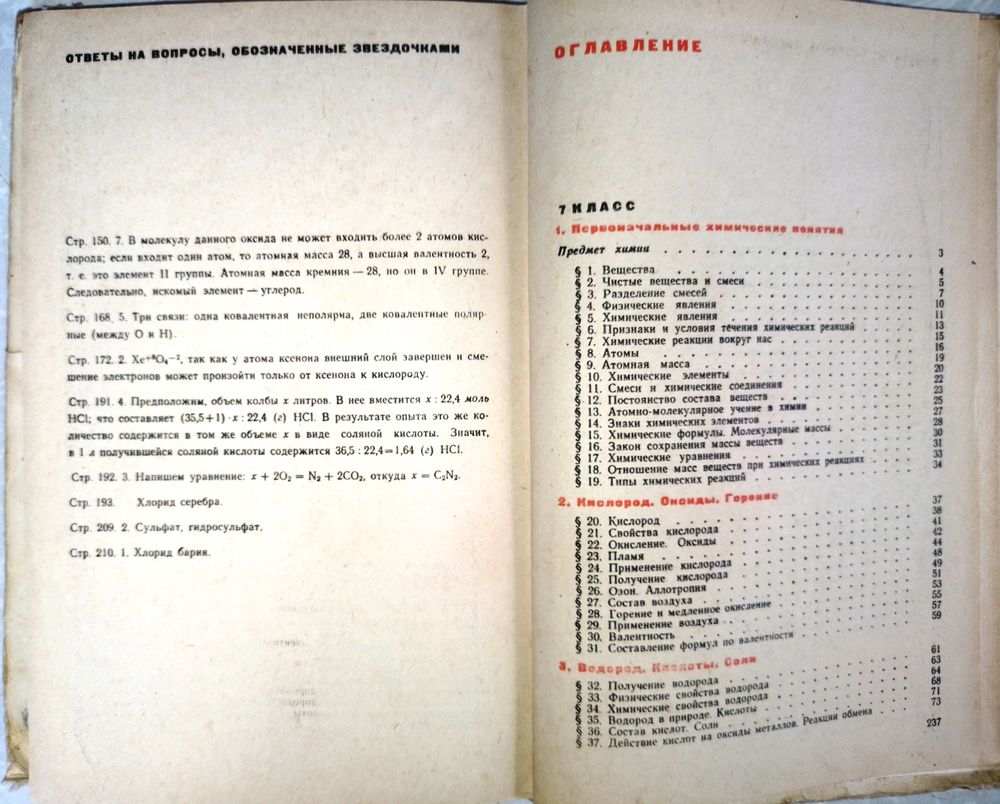 ОТВЕТЫ НА ВОПРОСЫ, ОБОЗНАЧЕННЫЕ ЗВЕЗДОЧКАМИ
Стр. 150. 7. В молекулу данного оксида не может входить более 2 атомов кис-
лорода; если входит один атом, то атомная масса 28, а высшая валентность 2,
т. е. это элемент II группы. Атомная масса кремния — 28, но он в IV группе.
Следовательно, искомый элемент — углерод.
Стр. 168. 5. Три связи: одна ковалентная неполярна, две ковалентные поляр-
ные (между O и H).
Стр. 172. 2. Xe⁺⁸O₄⁻², так как у атома ксенона внешний слой завершен и сме-
шение электронов может произойти только от ксенона к кислороду.
Стр. 191. 4. Предположим, объем колбы x литров. В нее вместится x : 22,4 моль
HCl; что составляет (35,5+1) · x : 22,4 (г) HCl. В результате опыта это же ко-
личество содержится в том же объеме x в виде соляной кислоты. Значит,
в 1 л получившейся соляной кислоты содержится 36,5 : 22,4=1,64 (г) HCl.
Стр. 192. 3. Напишем уравнение: x + 2O₂ = N₂ + 2CO₂, откуда x = C₂N₂.
Стр. 193. Хлорид серебра.
Стр. 209. 2. Сульфат, гидросульфат.
Стр. 210. 1. Хлорид бария.
ОГЛАВЛЕНИЕ
7 КЛАСС
1. Первоначальные химические понятия
Предмет химии . . . . . . . . . . 3
§ 1. Вещества . . . . . . . . . . 4
§ 2. Чистые вещества и смеси . . . . . . . . . . 5
§ 3. Разделение смесей . . . . . . . . . . 7
§ 4. Физические явления . . . . . . . . . . 10
§ 5. Химические явления . . . . . . . . . . 11
§ 6. Признаки и условия течения химических реакций . . . . . 13
§ 7. Химические реакции вокруг нас . . . . . . . . . . 15
§ 8. Атомы . . . . . . . . . . 16
§ 9. Атомная масса . . . . . . . . . . 19
§ 10. Химические элементы . . . . . . . . . . 20
§ 11. Смеси и химические соединения . . . . . . . . . . 22
§ 12. Постоянство состава веществ . . . . . . . . . . 23
§ 13. Атомно-молекулярное учение в химии . . . . . . . . . . 25
§ 14. Знаки химических элементов . . . . . . . . . . 27
§ 15. Химические формулы. Молекулярные массы . . . . . . . 28
§ 16. Закон сохранения массы веществ . . . . . . . . . . 30
§ 17. Химические уравнения . . . . . . . . . . 31
§ 18. Отношение масс веществ при химических реакциях . . . . . 33
§ 19. Типы химических реакций . . . . . . . . . . 34
2. Кислород. Оксиды. Горение
§ 20. Кислород . . . . . . . . . . 37
§ 21. Свойства кислорода . . . . . . . . . . 38
§ 22. Окисление. Оксиды . . . . . . . . . . 41
§ 23. Пламя . . . . . . . . . . 42
§ 24. Применение кислорода . . . . . . . . . . 44
§ 25. Получение кислорода . . . . . . . . . . 48
§ 26. Озон. Аллотропия . . . . . . . . . . 49
§ 27. Состав воздуха . . . . . . . . . . 51
§ 28. Горение и медленное окисление . . . . . . . . . . 53
§ 29. Применение воздуха . . . . . . . . . . 55
§ 30. Валентность . . . . . . . . . . 57
§ 31. Составление формул по валентности . . . . . . . . . . 59
3. Водород. Кислоты. Соли
§ 32. Получение водорода . . . . . . . . . . 61
§ 33. Физические свойства водорода . . . . . . . . . . 63
§ 34. Химические свойства водорода . . . . . . . . . . 64
§ 35. Водород в природе. Кислоты . . . . . . . . . . 68
§ 36. Состав кислот. Соли . . . . . . . . . . 71
§ 37. Действие кислот на оксиды металлов. Реакция обмена . . . 73
237